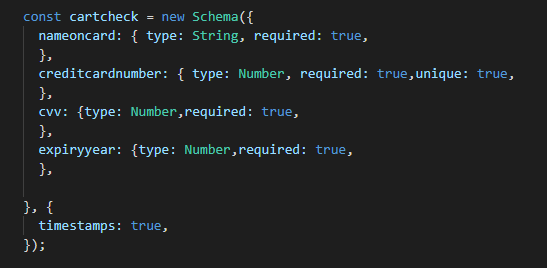 const cartcheck = new Schema({
nameoncard: { type: String, required: true,
},
creditcardnumber: { type: Number, required: true,unique: true,
},
cvv: {type: Number,required: true,
},
expiryyear: {type: Number,required: true,
},
}, {
timestamps: true,
});